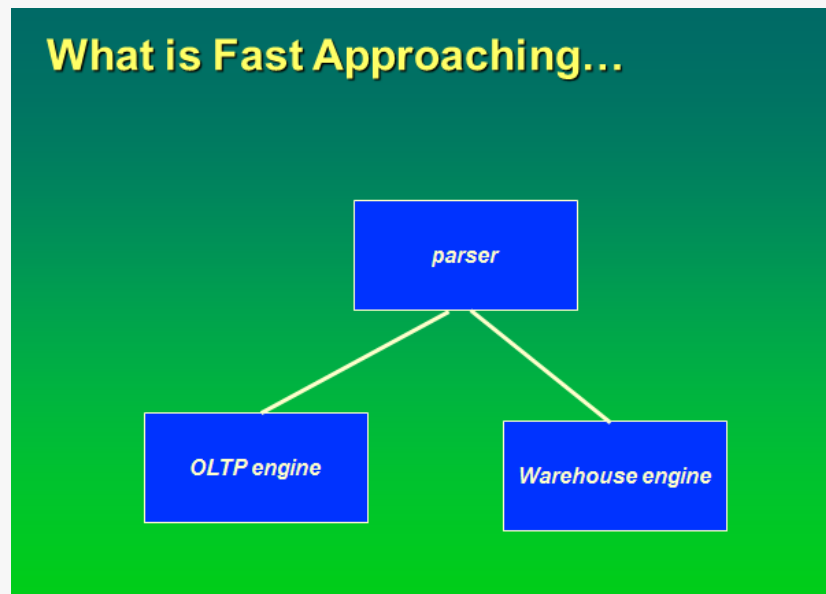 What is Fast Approaching…
parser
OLTP engine
Warehouse engine